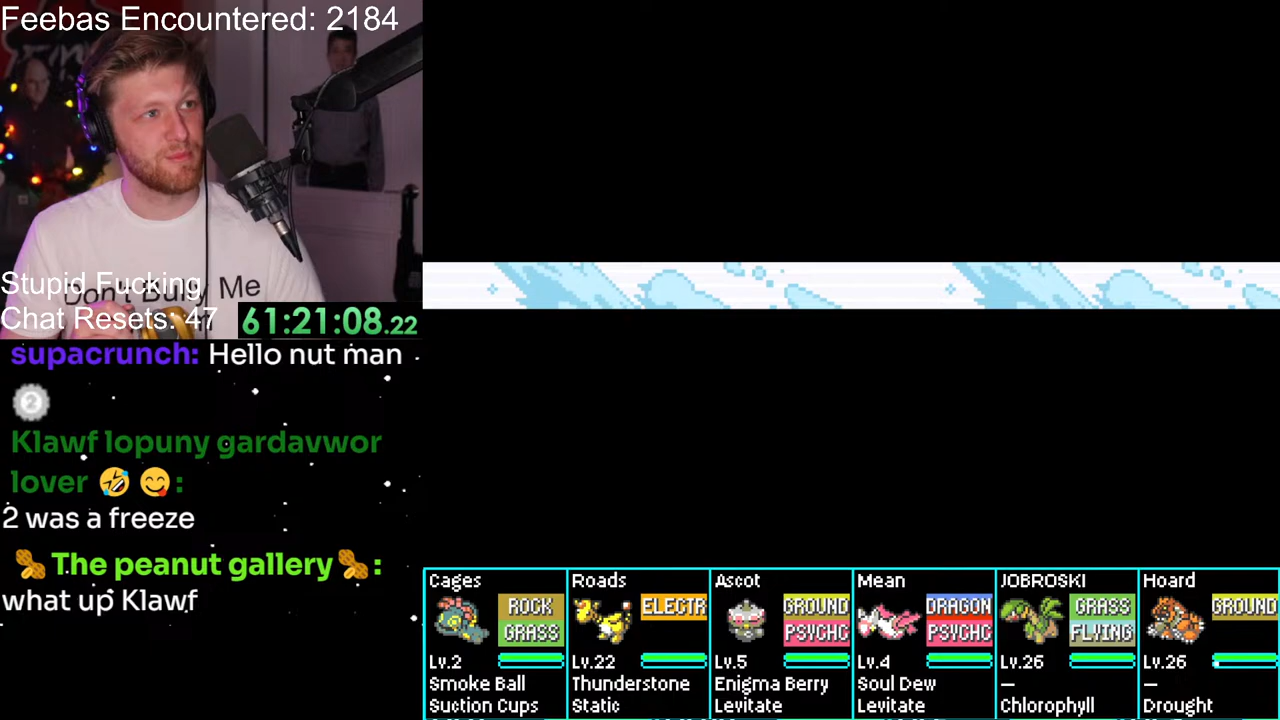 Feebas Encountered: 2184
Don't Bully Me
Stupid Fucking
Chat Resets: 47
61:21:08.22
supacrunch: Hello nut man
2
Klawf lopuny gardavwor
lover 🤣 😋 :
2 was a freeze
🥜 The peanut gallery 🥜 :
what up Klawf
Cages
ROCK
GRASS
Lv.2
Smoke Ball
Suction Cups
Roads
ELECTR
Lv.22
Thunderstone
Static
Ascot
GROUND
PSYCHC
Lv.5
Enigma Berry
Levitate
Mean
DRAGON
PSYCHC
Lv.4
Soul Dew
Levitate
JOBROSKI
GRASS
FLYING
Lv.26
—
Chlorophyll
Hoard
GROUND
Lv.26
—
Drought